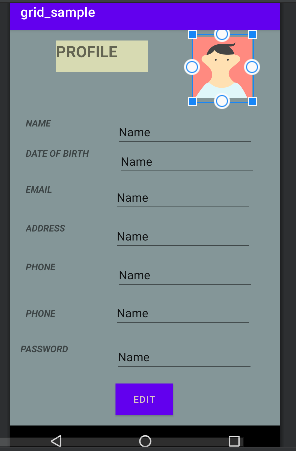 grid_sample
PROFILE
NAME Name
DATE OF BIRTH Name
EMAIL Name
ADDRESS Name
PHONE Name
PHONE Name
PASSWORD Name
EDIT